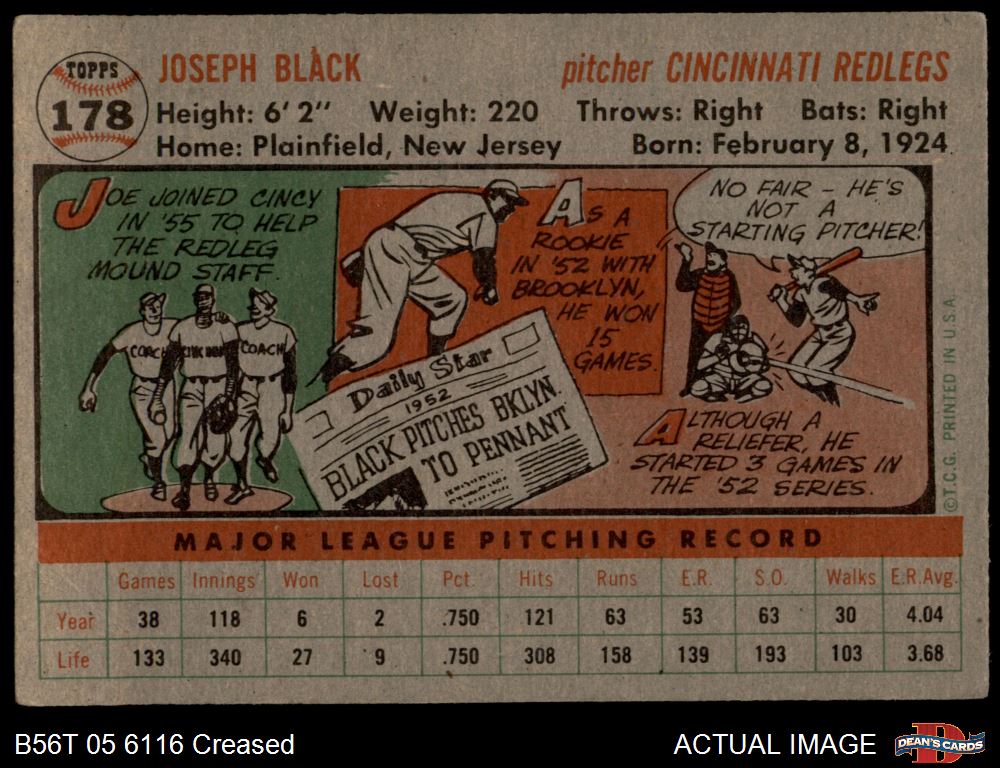 TOPPS
178
JOSEPH BLACK
pitcher CINCINNATI REDLEGS
Height: 6' 2" Weight: 220 Throws: Right Bats: Right
Home: Plainfield, New Jersey Born: February 8, 1924
JOE JOINED CINCY
IN '55 TO HELP
THE REDLEG
MOUND STAFF.
COACH
COACH
AS A
ROOKIE
IN '52 WITH
BROOKLYN,
HE WON
15
GAMES.
Daily Star
1952
BLACK PITCHES BKLYN.
TO PENNANT
NO FAIR – HE'S
NOT A
STARTING PITCHER!
ALTHOUGH A
RELIEFER, HE
STARTED 3 GAMES IN
THE '52 SERIES.
©T.C.G. PRINTED IN U.S.A.
MAJOR LEAGUE PITCHING RECORD
Games Innings Won Lost Pct. Hits Runs E.R. S.O. Walks E.R.Avg.
Year 38 118 6 2 .750 121 63 53 63 30 4.04
Life 133 340 27 9 .750 308 158 139 193 103 3.68
B56T 05 6116 Creased
ACTUAL IMAGE
D
DEAN'S CARDS